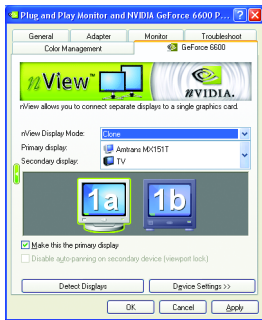 Plug and Play Monitor and NVIDIA GeForce 6600 P...
General Adapter Monitor Troubleshoot
Color Management GeForce 6600
nView™
nVIDIA.
nView allows you to connect separate displays to a single graphics card.
nView Display Mode: Clone
Primary display: Amtrans MX151T
Secondary display: TV
1a 1b
Make this the primary display
Disable auto-panning on secondary device (viewport lock)
Detect Displays Device Settings >>
OK Cancel Apply